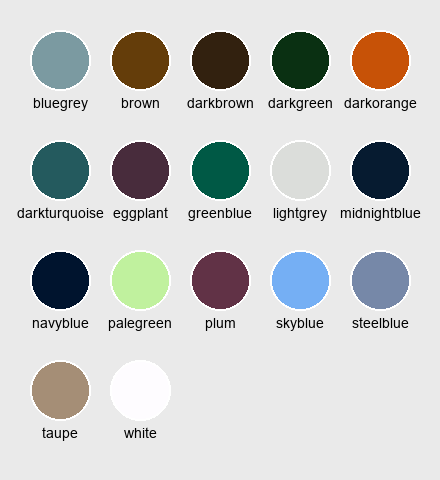 bluegrey brown darkbrown darkgreen darkorange
darkturquoise eggplant greenblue lightgrey midnightblue
navyblue palegreen plum skyblue steelblue
taupe white